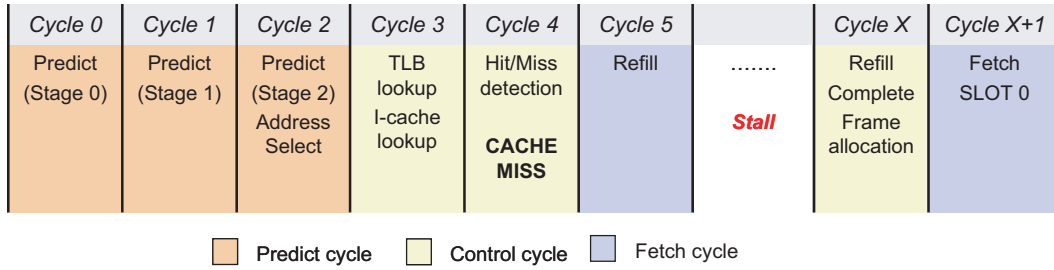 Cycle 0 Cycle 1 Cycle 2 Cycle 3 Cycle 4 Cycle 5 Cycle X Cycle X+1
Predict
(Stage 0)
Predict
(Stage 1)
Predict
(Stage 2)
Address
Select
TLB
lookup
I-cache
lookup
Hit/Miss
detection
CACHE
MISS
Refill
.......
Stall
Refill
Complete
Frame
allocation
Fetch
SLOT 0
Predict cycle Control cycle Fetch cycle